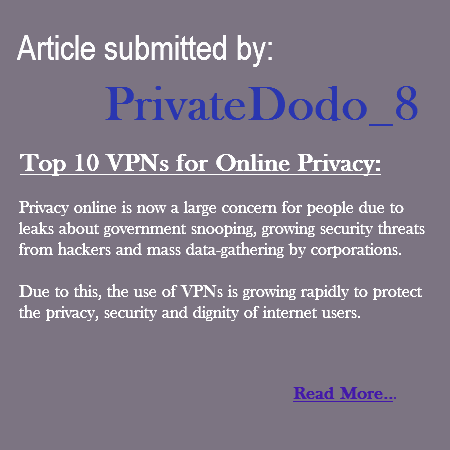 Article submitted by:
PrivateDodo_8
Top 10 VPNs for Online Privacy:
Privacy online is now a large concern for people due to
leaks about government snooping, growing security threats
from hackers and mass data-gathering by corporations.
Due to this, the use of VPNs is growing rapidly to protect
the privacy, security and dignity of internet users.
Read More...